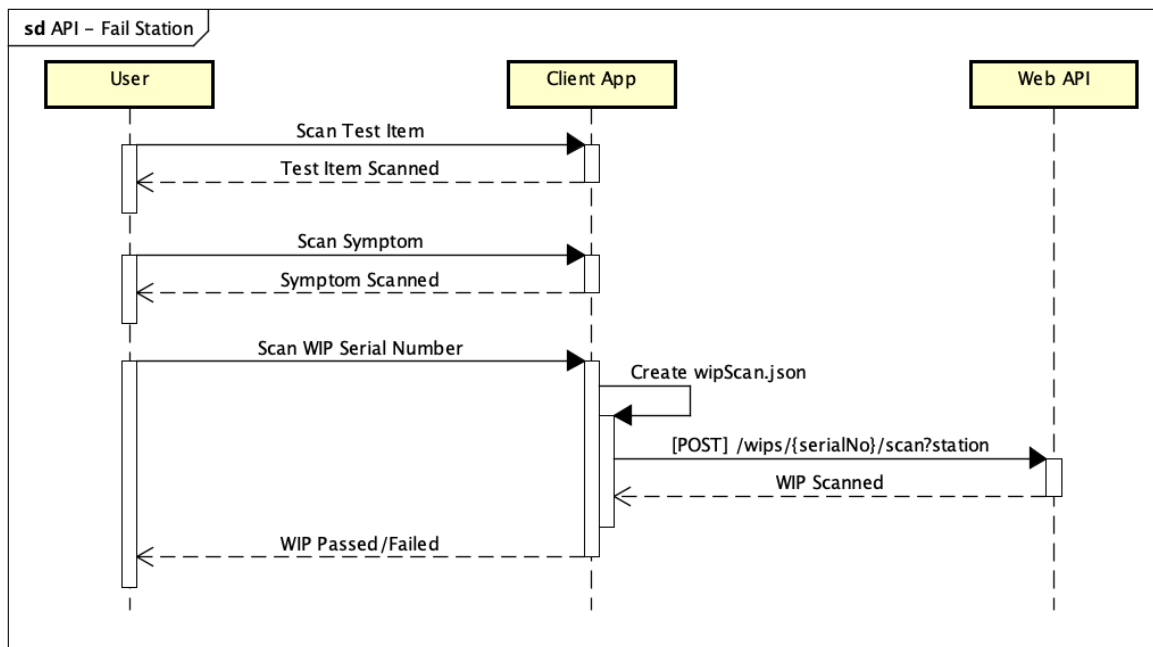 sd API – Fail Station
User
Client App
Web API
Scan Test Item
Test Item Scanned
Scan Symptom
Symptom Scanned
Scan WIP Serial Number
Create wipScan.json
[POST] /wips/{serialNo}/scan?station
WIP Scanned
WIP Passed/Failed